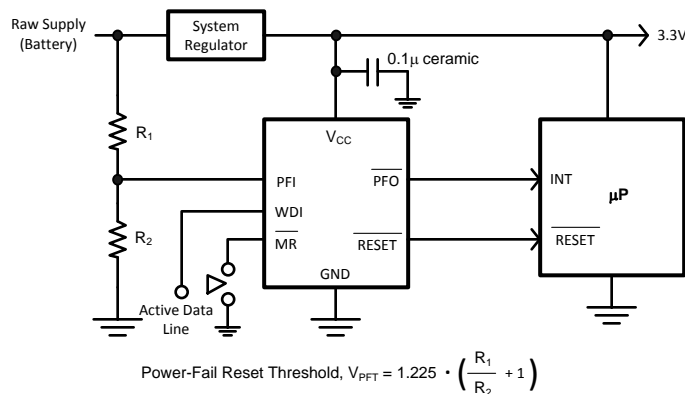 Raw Supply
(Battery)
System
Regulator
3.3V
0.1μ ceramic
R1
VCC
PFI
PFO
INT
μP
WDI
R2
MR
RESET
RESET
GND
Active Data
Line
Power-Fail Reset Threshold, VPFT = 1.225 · ( R1 / R2 + 1 )